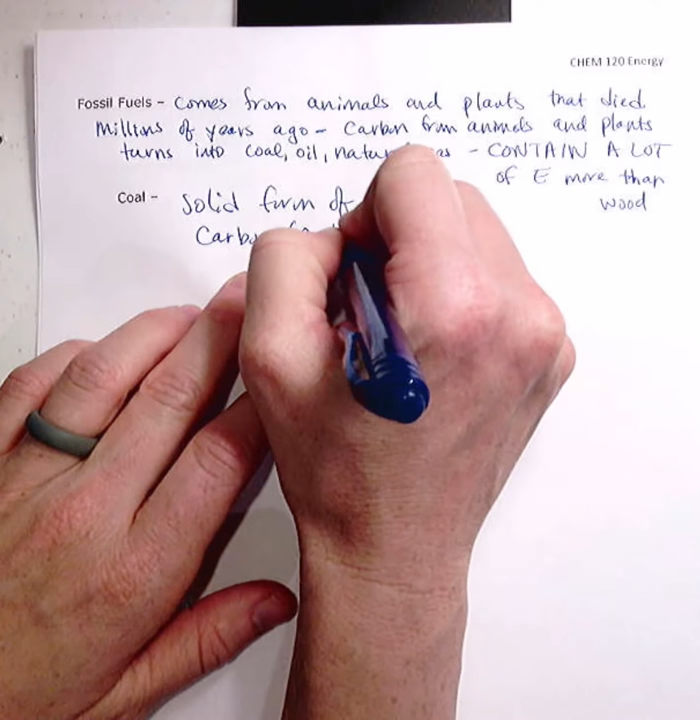 CHEM 120 Energy
Fossil Fuels - Comes from animals and plants that died
Millions of years ago - Carbon from animals and plants
turns into coal, oil, - CONTAIN A LOT
of E more than
wood
Coal - Solid form of